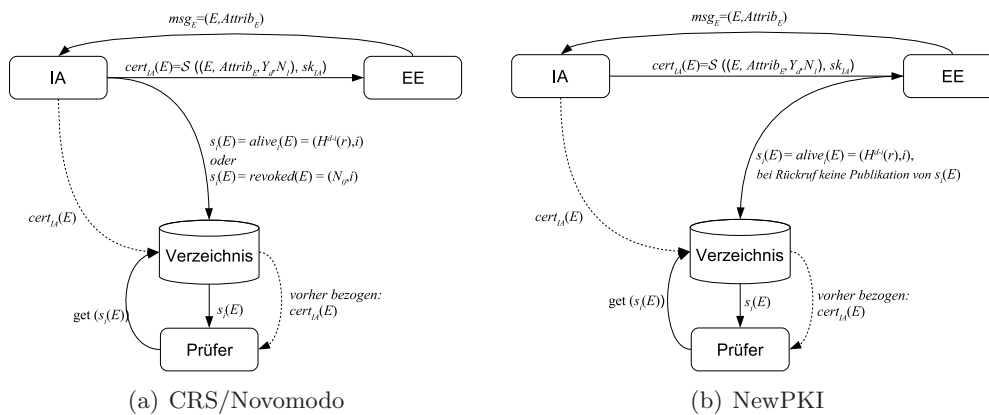 msg_E=(E,Attrib_E)
IA
cert_IA(E)=S ((E, Attrib_E, Y_d, N_1), sk_IA)
EE
s_i(E) = alive_i(E) = (H^{d-i}(r),i)
oder
s_i(E) = revoked(E) = (N_0,i)
cert_IA(E)
Verzeichnis
get (s_i(E))
s_i(E)
vorher bezogen:
cert_IA(E)
Prüfer
(a) CRS/Novomodo
msg_E=(E,Attrib_E)
IA
cert_IA(E)=S ((E, Attrib_E, Y_d, N_1), sk_IA)
EE
s_i(E) = alive_i(E) = (H^{d-i}(r),i),
bei Rückruf keine Publikation von s_i(E)
cert_IA(E)
Verzeichnis
get (s_i(E))
s_i(E)
vorher bezogen:
cert_IA(E)
Prüfer
(b) NewPKI